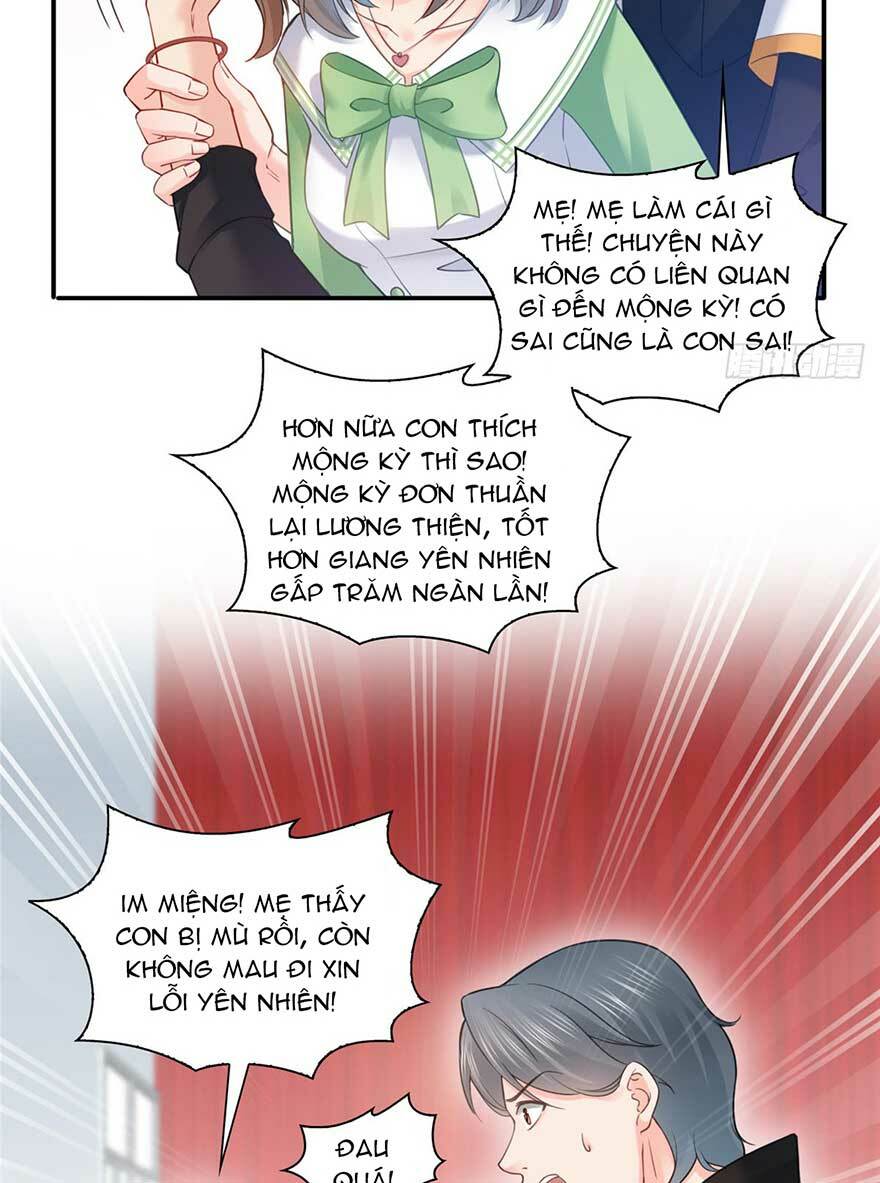 MẸ! MẸ LÀM CÁI GÌ
THẾ! CHUYỆN NÀY
KHÔNG CÓ LIÊN QUAN
GÌ ĐẾN MỘNG KỲ! CÓ
SAI CŨNG LÀ CON SAI!
HƠN NỮA CON THÍCH
MỘNG KỲ THÌ SAO!
MỘNG KỲ ĐƠN THUẦN
LẠI LƯƠNG THIỆN, TỐT
HƠN GIANG YÊN NHIÊN
GẤP TRĂM NGÀN LẦN!
IM MIỆNG! MẸ THẤY
CON BỊ MÙ RỒI, CÒN
KHÔNG MAU ĐI XIN
LỖI YÊN NHIÊN!
ĐAU
QUÁ!